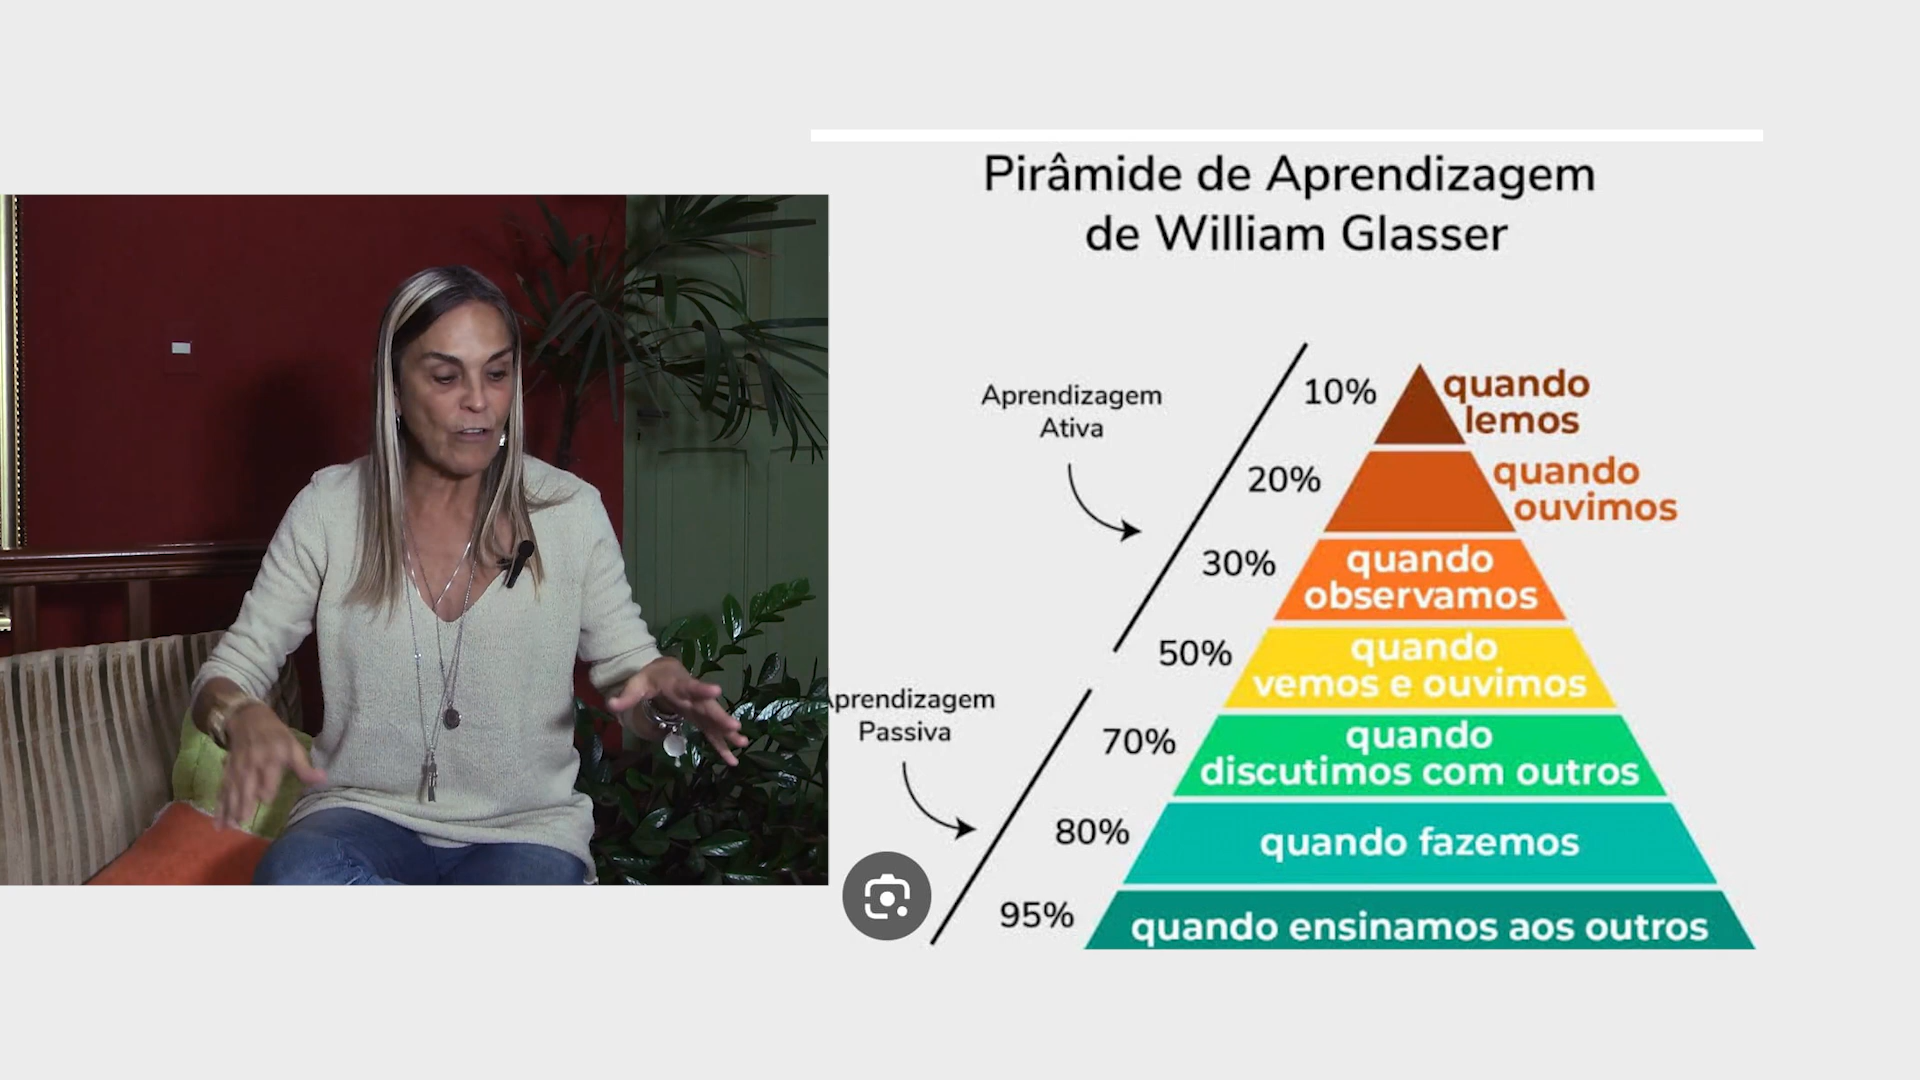 Pirâmide de Aprendizagem
de William Glasser
Aprendizagem
Ativa
10%
quando
lemos
20%
quando
ouvimos
30%
quando
observamos
50%
quando
vemos e ouvimos
Aprendizagem
Passiva
70%
quando
discutimos com outros
80%
quando fazemos
95%
quando ensinamos aos outros